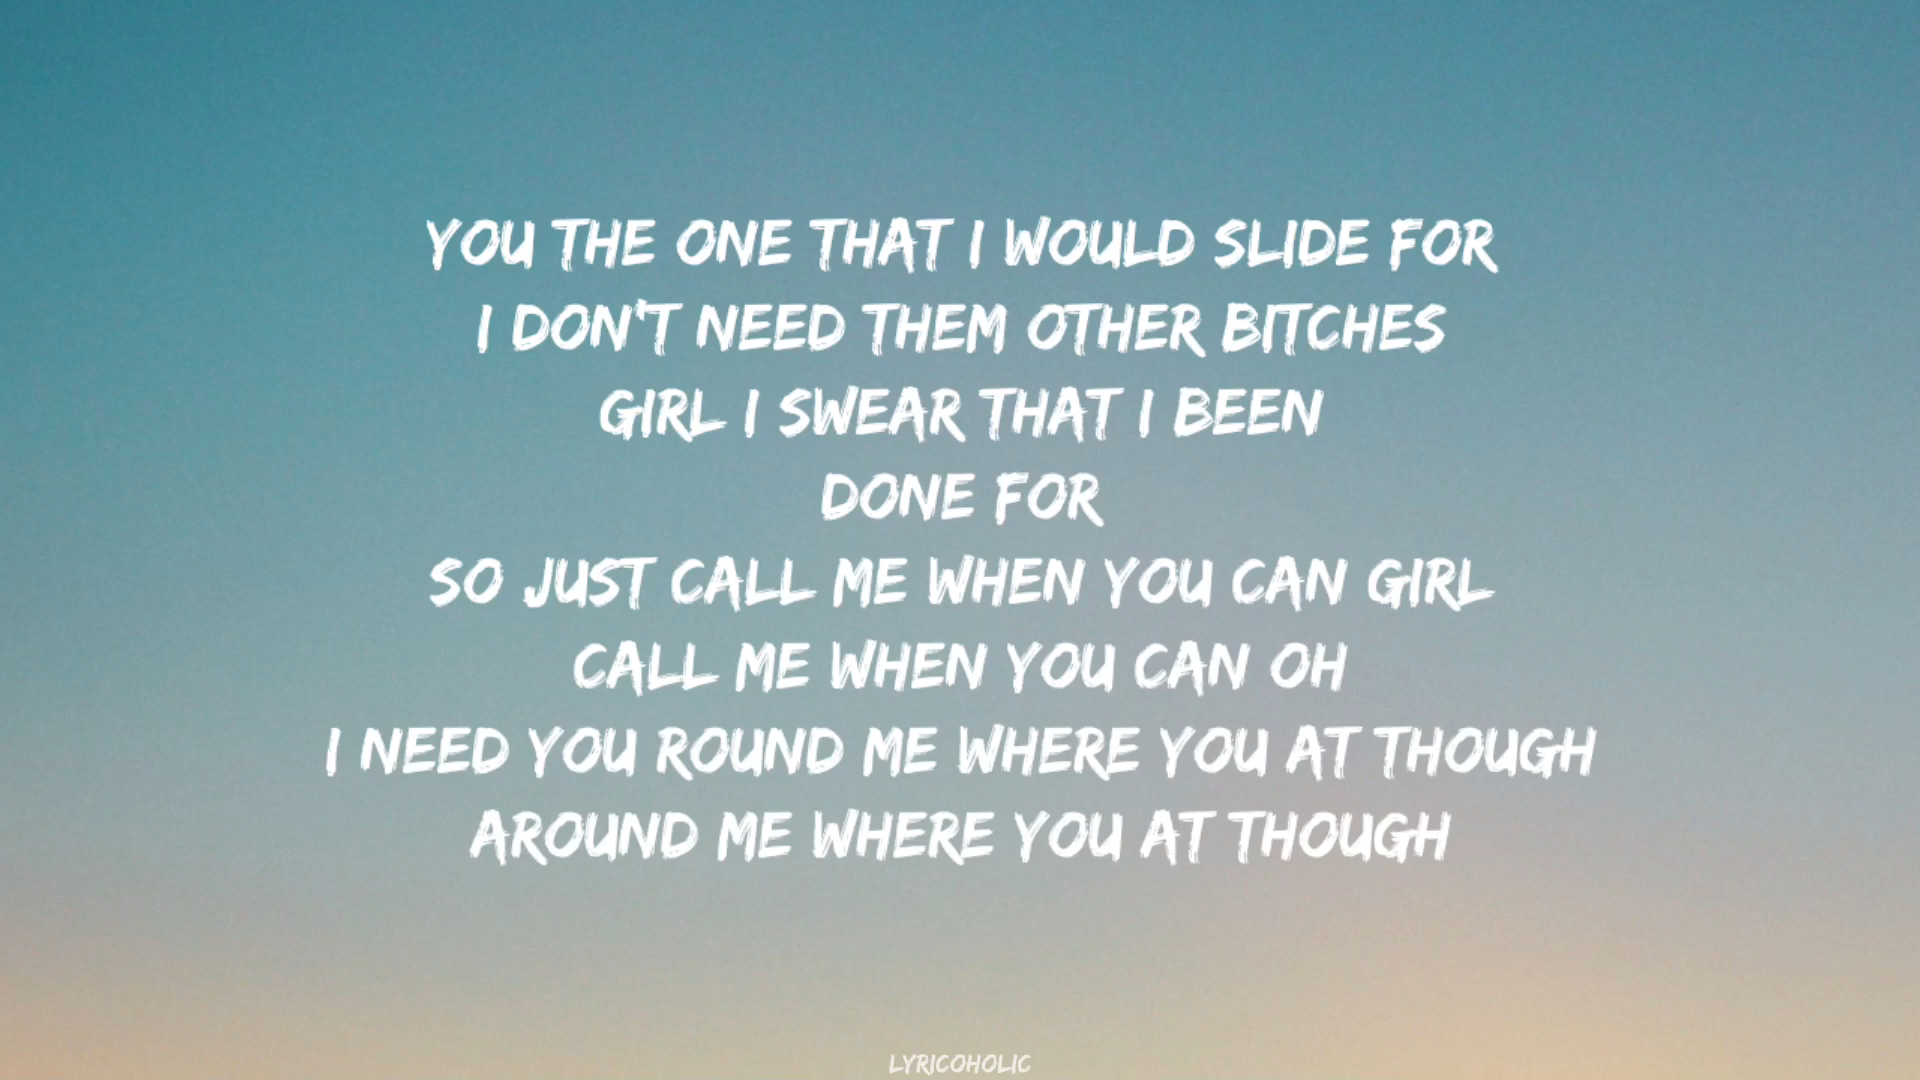 YOU THE ONE THAT I WOULD SLIDE FOR
I DON'T NEED THEM OTHER BITCHES
GIRL I SWEAR THAT I BEEN
DONE FOR
SO JUST CALL ME WHEN YOU CAN GIRL
CALL ME WHEN YOU CAN OH
I NEED YOU ROUND ME WHERE YOU AT THOUGH
AROUND ME WHERE YOU AT THOUGH
LYRICOHOLIC